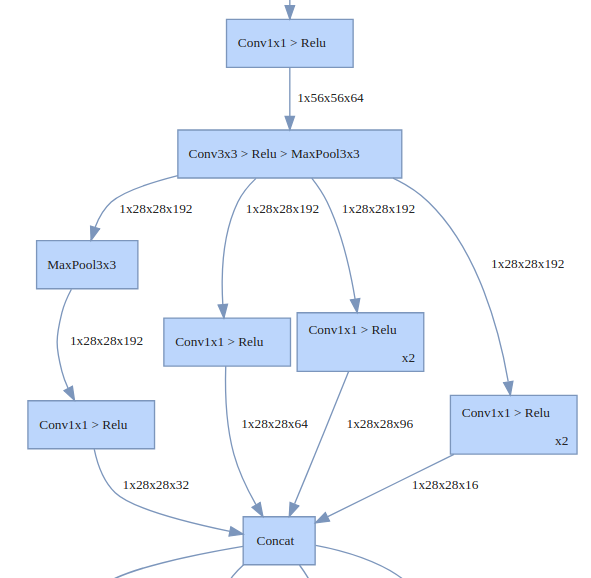 Conv1x1 > Relu
1x56x56x64
Conv3x3 > Relu > MaxPool3x3
1x28x28x192
1x28x28x192
1x28x28x192
1x28x28x192
MaxPool3x3
Conv1x1 > Relu
x2
1x28x28x192
Conv1x1 > Relu
Conv1x1 > Relu
x2
Conv1x1 > Relu
1x28x28x64
1x28x28x96
1x28x28x32
1x28x28x16
Concat